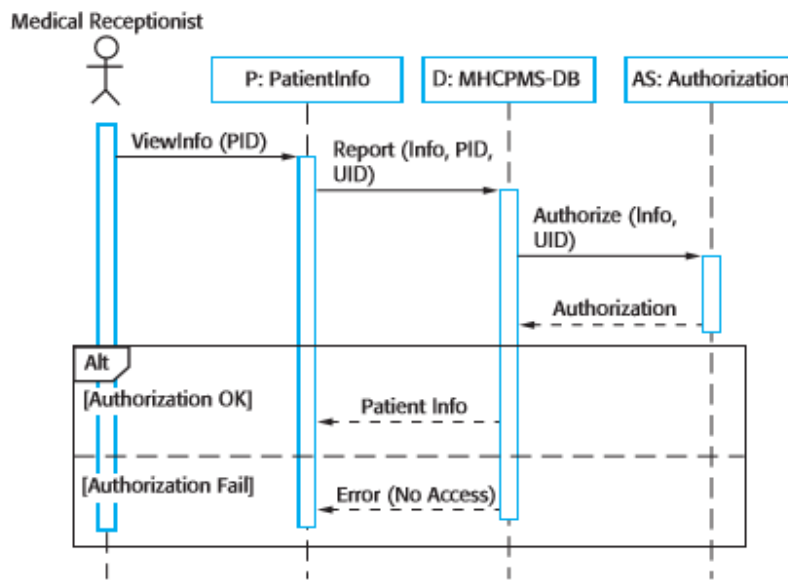 Medical Receptionist
P: PatientInfo
D: MHCPMS-DB
AS: Authorization
ViewInfo (PID)
Report (Info, PID,
UID)
Authorize (Info,
UID)
Authorization
Alt
[Authorization OK]
Patient Info
[Authorization Fail]
Error (No Access)